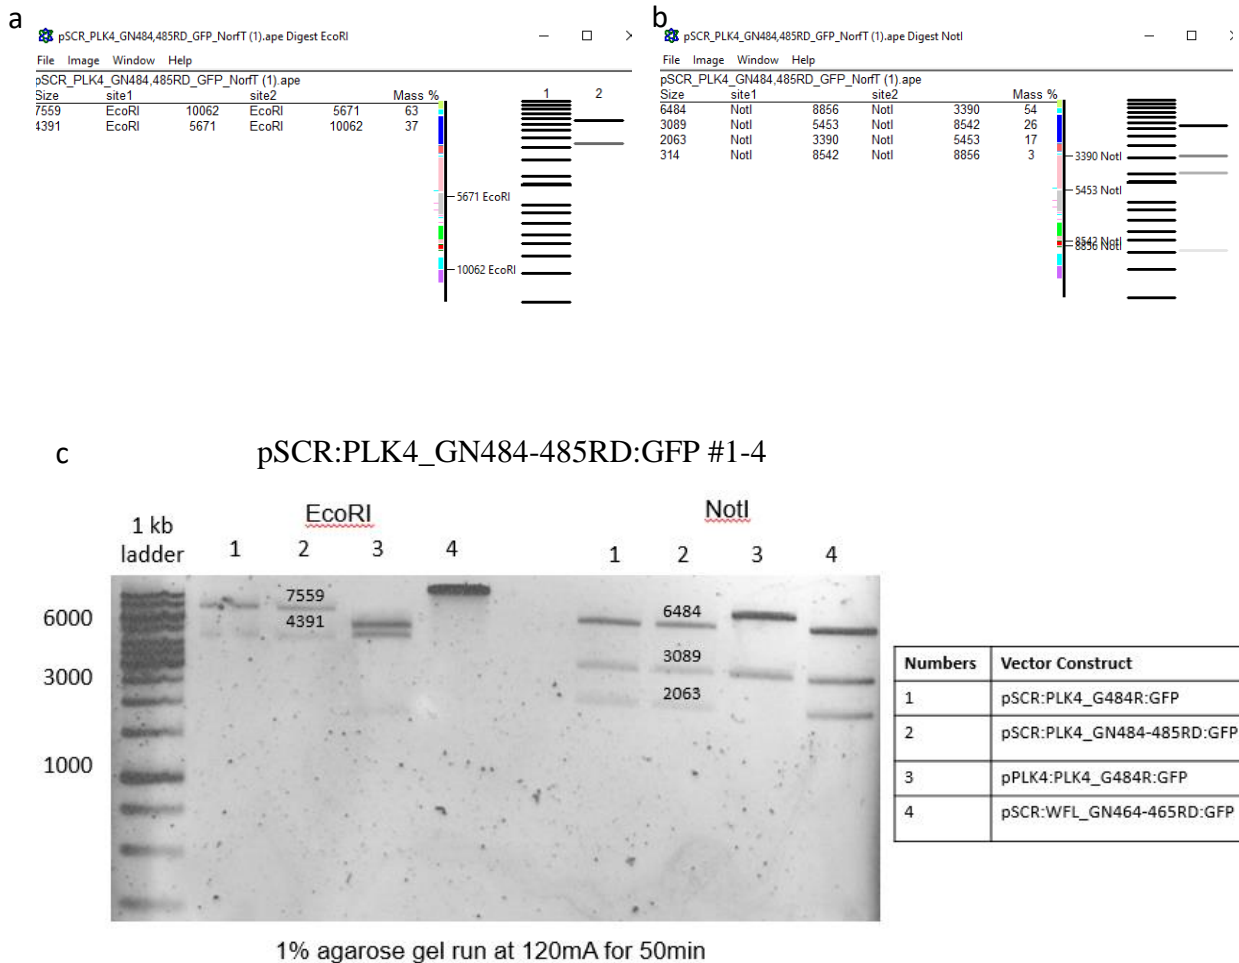 a
pSCR_PLK4_GN484,485RD_GFP_NorfT (1).ape Digest EcoRI
File Image Window Help
pSCR_PLK4_GN484,485RD_GFP_NorfT (1).ape
Size site1 site2 Mass % 1 2
7559 EcoRI 10062 EcoRI 5671 63
4391 EcoRI 5671 EcoRI 10062 37
5671 EcoRI
10062 EcoRI
b
pSCR_PLK4_GN484,485RD_GFP_NorfT (1).ape Digest NotI
File Image Window Help
pSCR_PLK4_GN484,485RD_GFP_NorfT (1).ape
Size site1 site2 Mass %
6484 NotI 8856 NotI 3390 54
3089 NotI 5453 NotI 8542 26
2063 NotI 3390 NotI 5453 17
314 NotI 8542 NotI 8856 3
3390 NotI
5453 NotI
8542 NotI
8856 NotI
c
pSCR:PLK4_GN484-485RD:GFP #1-4
1 kb
ladder
EcoRI
1 2 3 4
NotI
1 2 3 4
6000
3000
1000
7559
4391
6484
3089
2063
Numbers Vector Construct
1 pSCR:PLK4_G484R:GFP
2 pSCR:PLK4_GN484-485RD:GFP
3 pPLK4:PLK4_G484R:GFP
4 pSCR:WFL_GN464-465RD:GFP
1% agarose gel run at 120mA for 50min